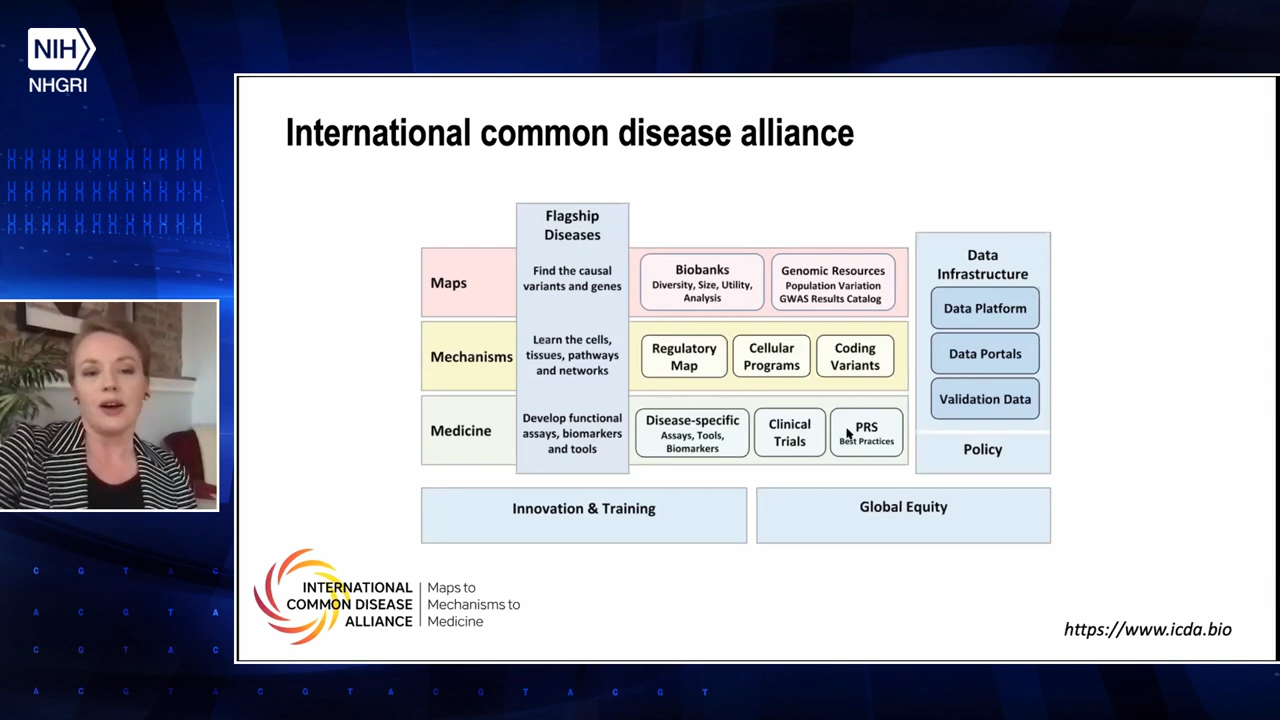 NIH
NHGRI
International common disease alliance
Flagship
Diseases
Maps
Find the causal
variants and genes
Biobanks
Diversity, Size, Utility,
Analysis
Genomic Resources
Population Variation
GWAS Results Catalog
Mechanisms
Learn the cells,
tissues, pathways
and networks
Regulatory
Map
Cellular
Programs
Coding
Variants
Medicine
Develop functional
assays, biomarkers
and tools
Disease-specific
Assays, Tools,
Biomarkers
Clinical
Trials
PRS
Best Practices
Data
Infrastructure
Data Platform
Data Portals
Validation Data
Policy
Innovation & Training
Global Equity
INTERNATIONAL
COMMON DISEASE
ALLIANCE
Maps to
Mechanisms to
Medicine
https://www.icda.bio
C G T A C
A C G T A
C G T A C
A C G T A C G T A C G T A C G T